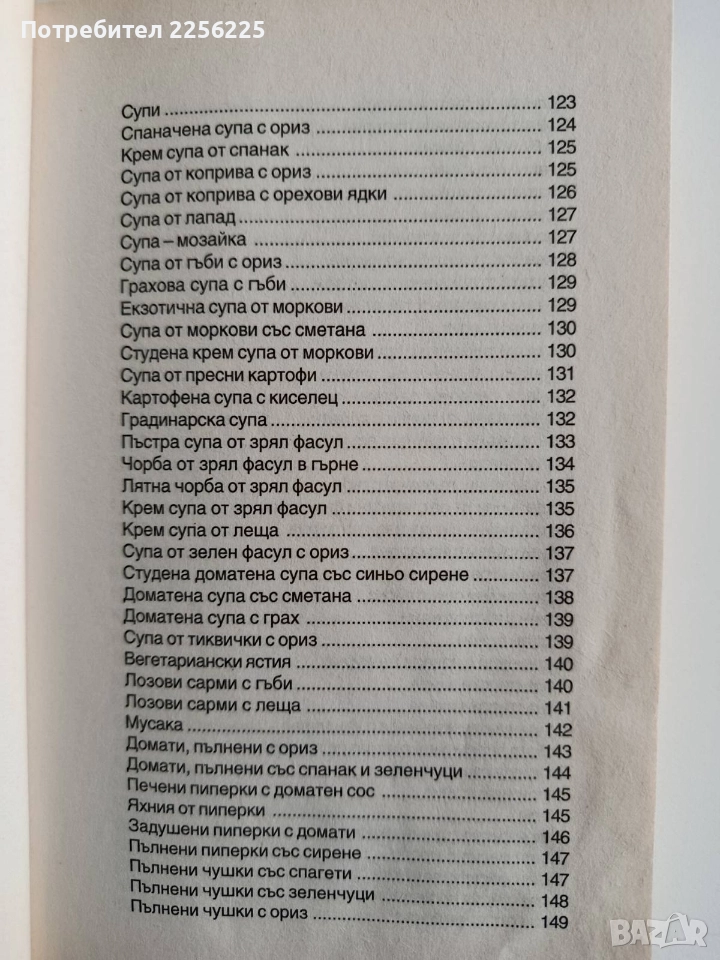 Потребител 2256225
Супи 123
Спаначена супа с ориз 124
Крем супа от спанак 125
Супа от коприва с ориз 125
Супа от коприва с орехови ядки 126
Супа от лапад 127
Супа – мозайка 127
Супа от гъби с ориз 128
Грахова супа с гъби 129
Екзотична супа от моркови 129
Супа от моркови със сметана 130
Студена крем супа от моркови 130
Супа от пресни картофи 131
Картофена супа с киселец 132
Градинарска супа 132
Пъстра супа от зрял фасул 133
Чорба от зрял фасул в гърне 134
Лятна чорба от зрял фасул 135
Крем супа от зрял фасул 135
Крем супа от леща 136
Супа от зелен фасул с ориз 137
Студена доматена супа със синьо сирене 137
Доматена супа със сметана 138
Доматена супа с грах 139
Супа от тиквички с ориз 139
Вегетариански ястия 140
Лозови сарми с гъби 140
Лозови сарми с леща 141
Мусака 142
Домати, пълнени с ориз 143
Домати, пълнени със спанак и зеленчуци 144
Печени пиперки с доматен сос 145
Яхния от пиперки 145
Задушени пиперки с домати 146
Пълнени пиперки със сирене 147
Пълнени чушки със спагети 147
Пълнени чушки със зеленчуци 148
Пълнени чушки с ориз 149
BAZAR